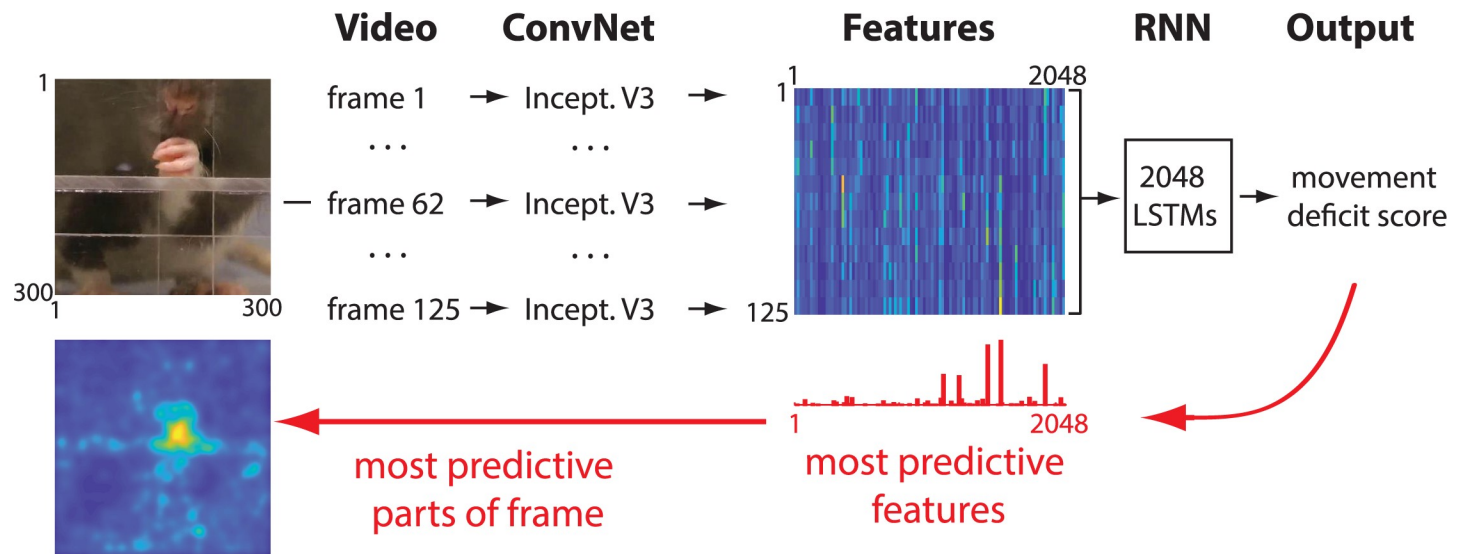 Video ConvNet Features RNN Output
1 frame 1 Incept. V3 1 2048
1
... ...
frame 62 Incept. V3 2048 movement
LSTMs deficit score
... ...
300 frame 125 Incept. V3 125
1 300
1 2048
most predictive most predictive
parts of frame features